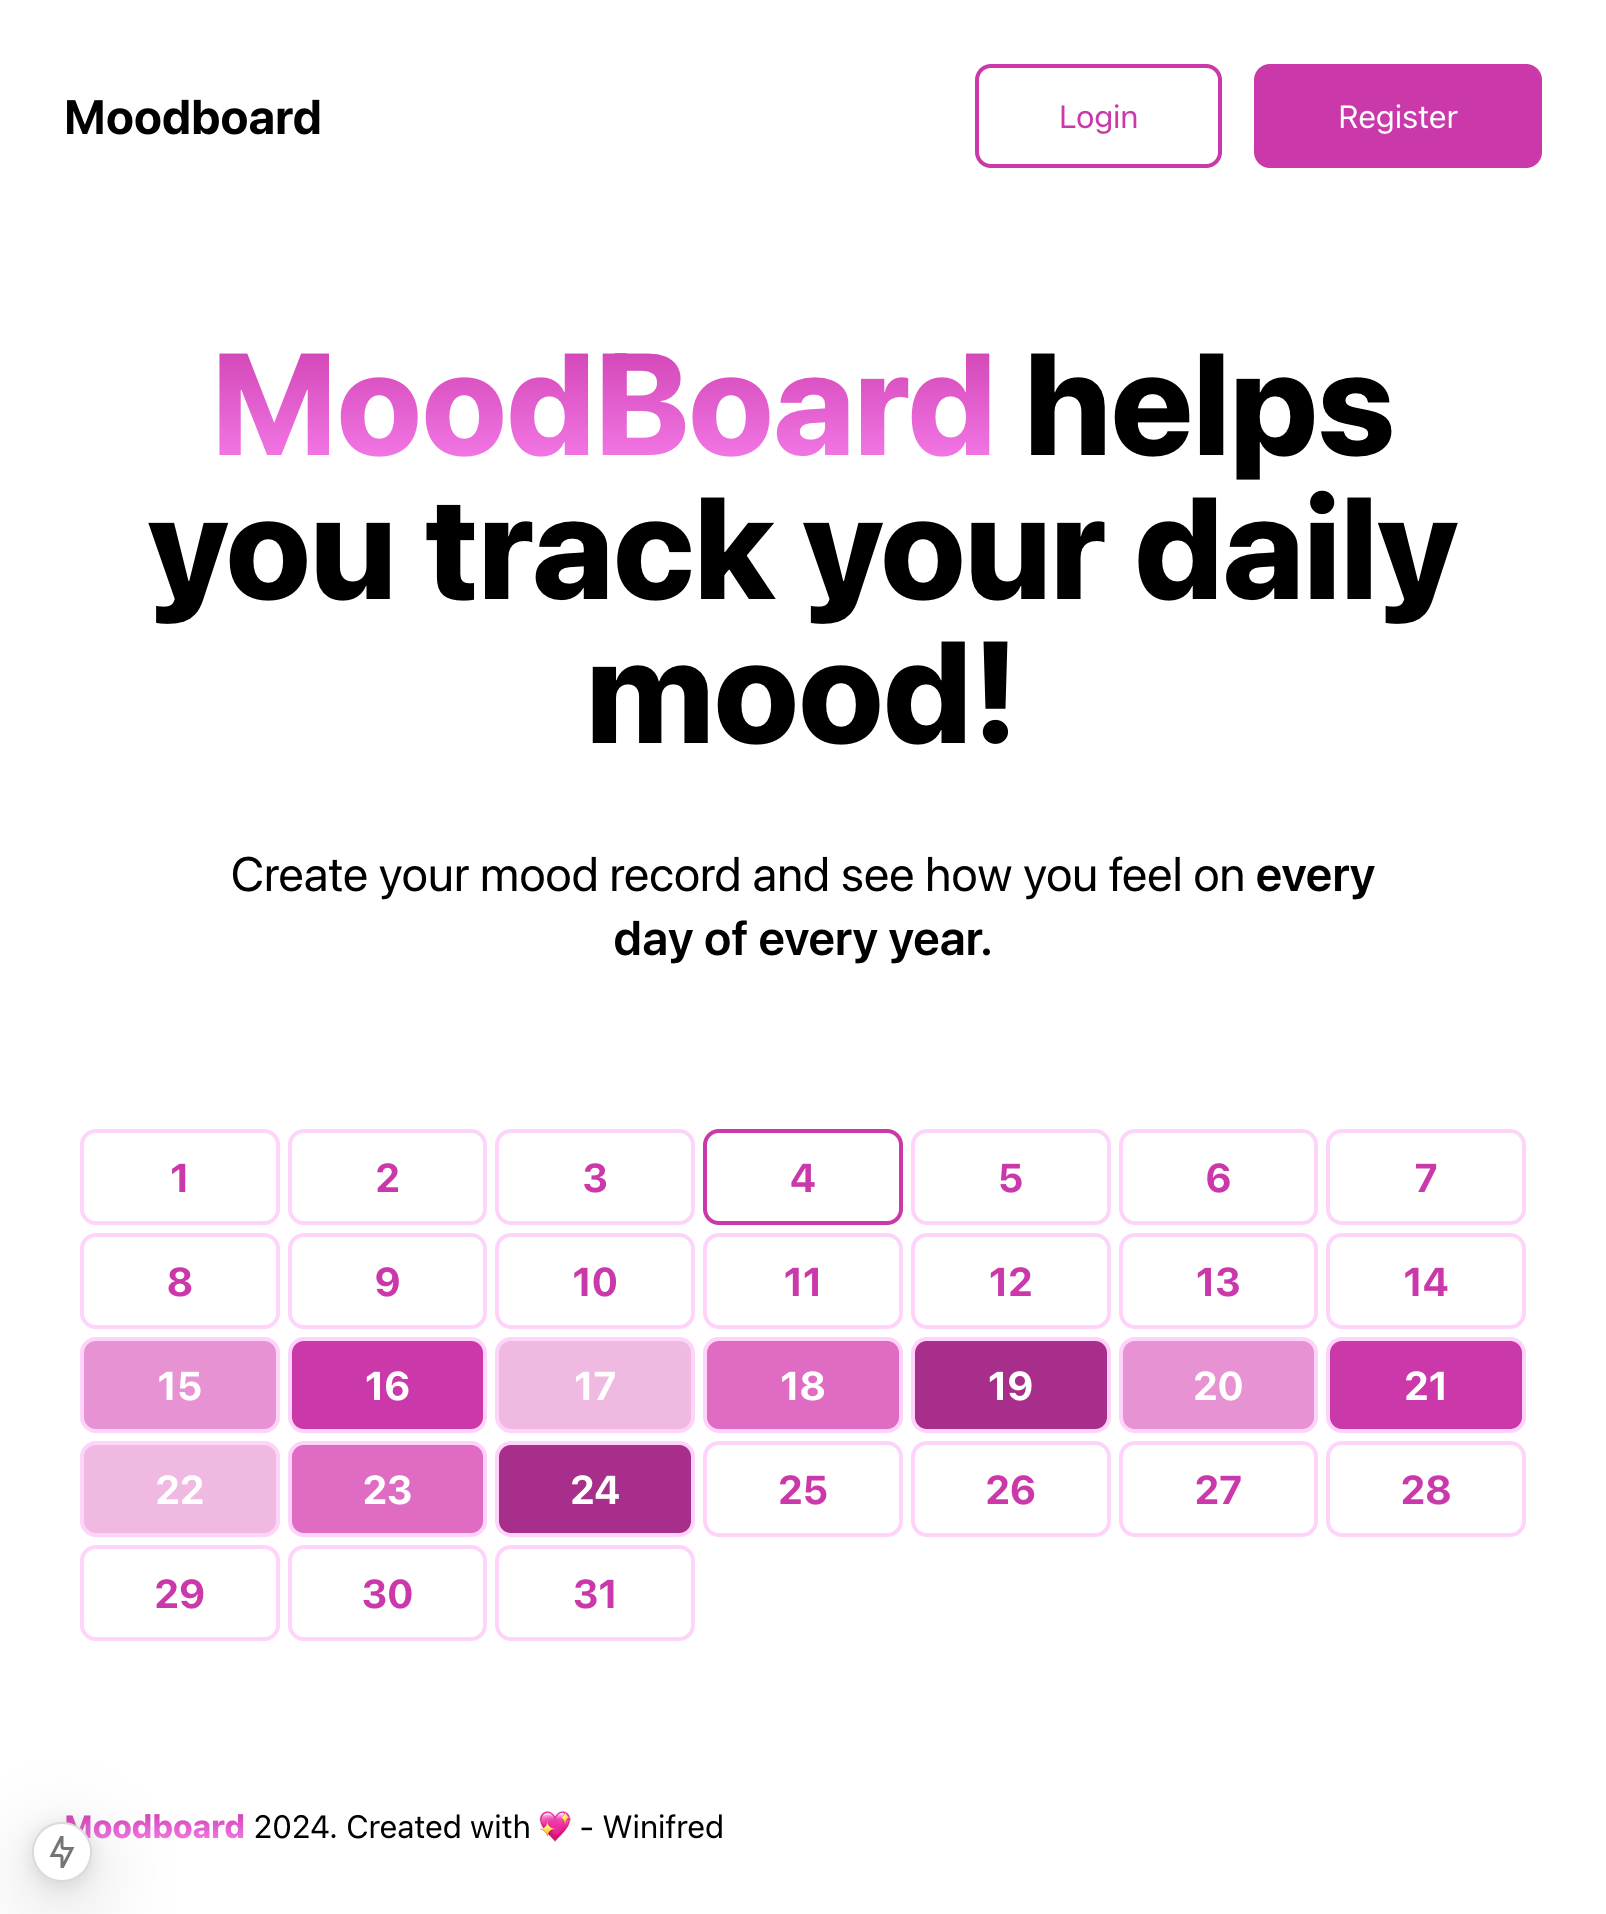 Moodboard
Login
Register
MoodBoard helps
you track your daily
mood!
Create your mood record and see how you feel on every
day of every year.
1 2 3 4 5 6 7
8 9 10 11 12 13 14
15 16 17 18 19 20 21
22 23 24 25 26 27 28
29 30 31
Moodboard 2024. Created with 💖 - Winifred